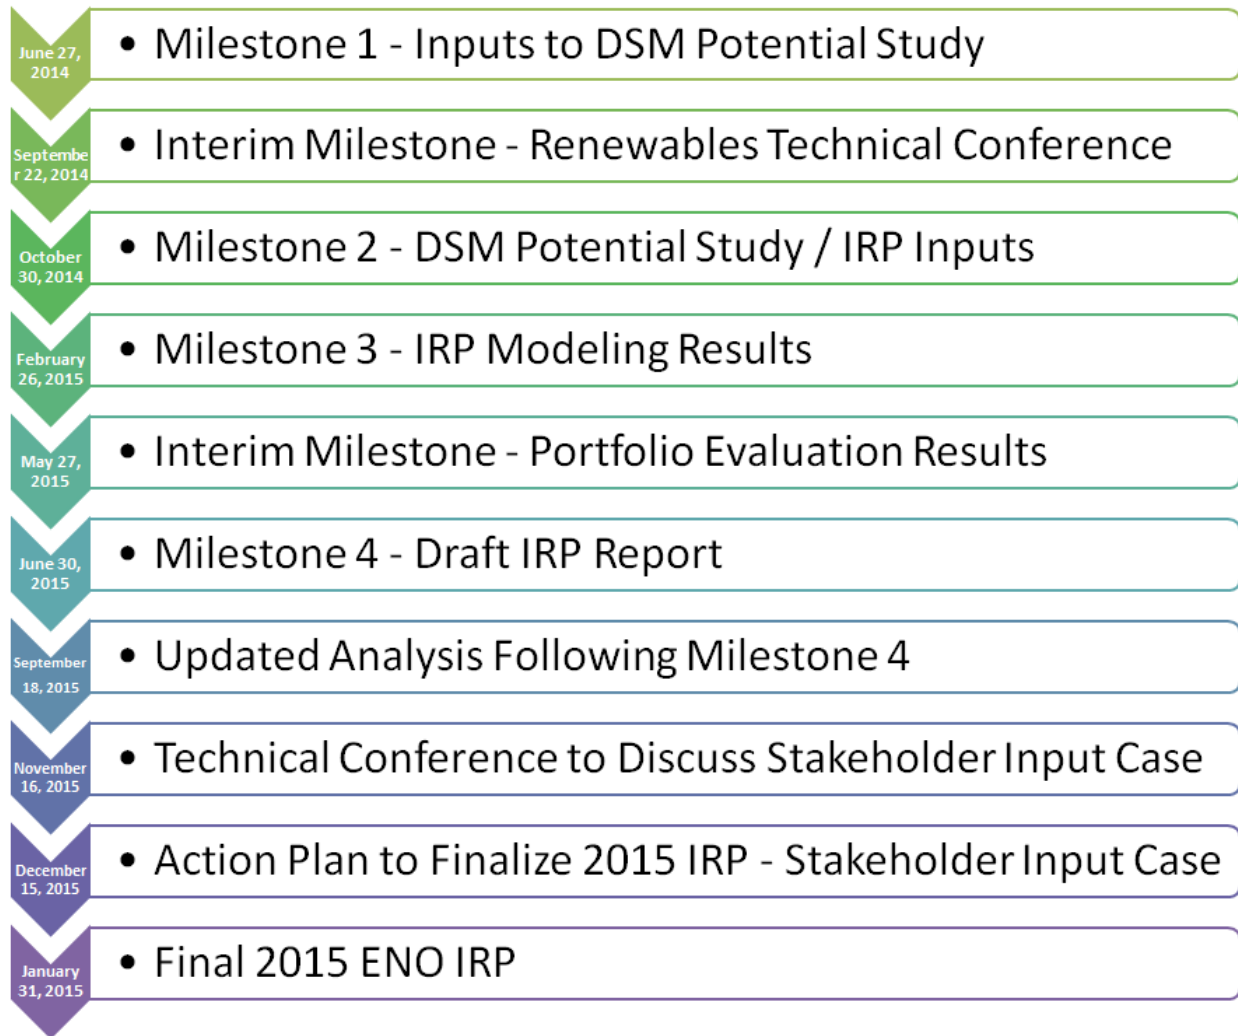 June 27,
2014
• Milestone 1 - Inputs to DSM Potential Study
Septembe
r 22, 2014
• Interim Milestone - Renewables Technical Conference
October
30, 2014
• Milestone 2 - DSM Potential Study / IRP Inputs
February
26, 2015
• Milestone 3 - IRP Modeling Results
May 27,
2015
• Interim Milestone - Portfolio Evaluation Results
June 30,
2015
• Milestone 4 - Draft IRP Report
September
18, 2015
• Updated Analysis Following Milestone 4
November
16, 2015
• Technical Conference to Discuss Stakeholder Input Case
December
15, 2015
• Action Plan to Finalize 2015 IRP - Stakeholder Input Case
January
31, 2015
• Final 2015 ENO IRP